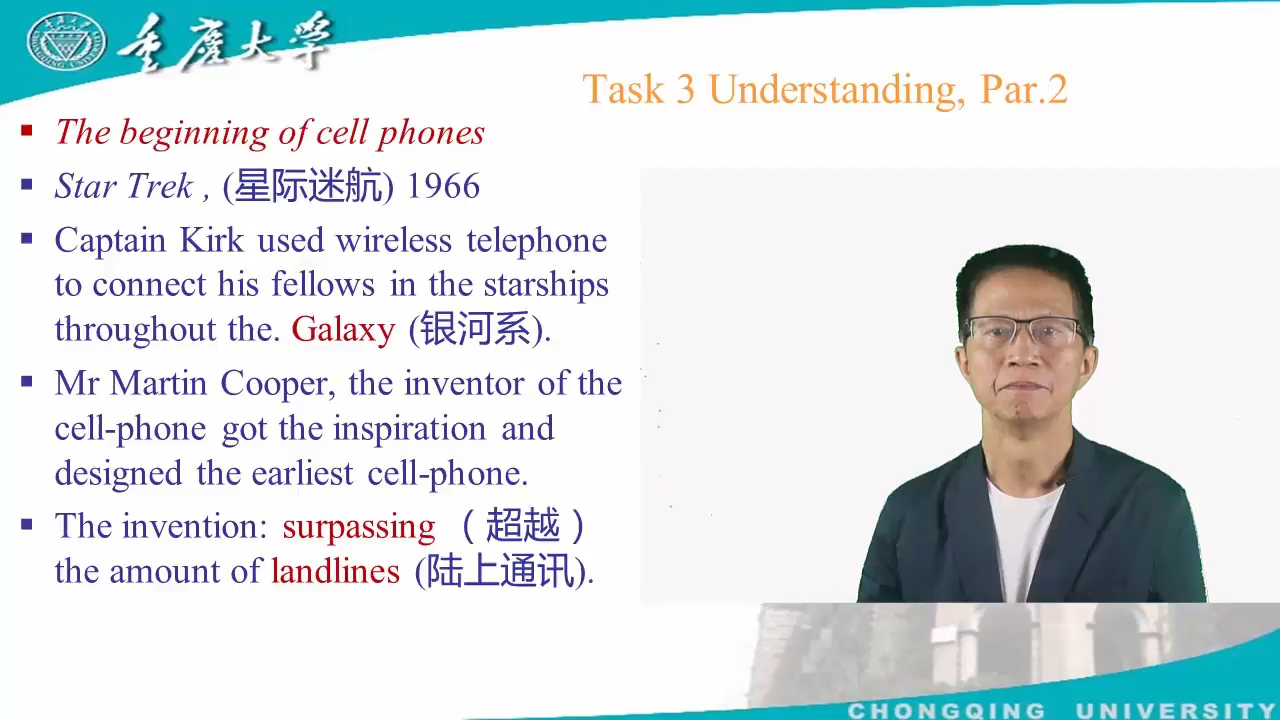 重庆大学
Task 3 Understanding, Par.2
The beginning of cell phones
Star Trek , (星际迷航) 1966
Captain Kirk used wireless telephone
to connect his fellows in the starships
throughout the. Galaxy (银河系).
Mr Martin Cooper, the inventor of the
cell-phone got the inspiration and
designed the earliest cell-phone.
The invention: surpassing （超越）
the amount of landlines (陆上通讯).
CHONGQING UNIVERSITY